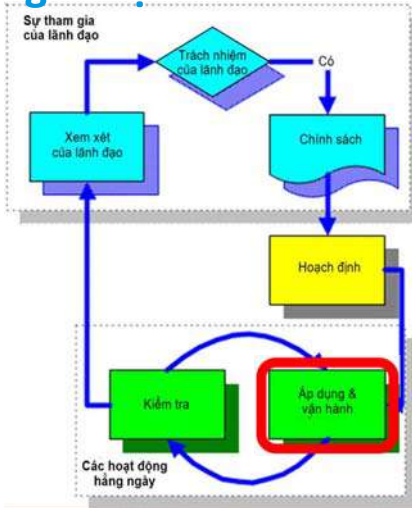 Sự tham gia
của lãnh đạo
Trách nhiệm
của lãnh đạo
Có
Xem xét
của lãnh đạo
Chính sách
Hoạch định
Kiểm tra
Áp dụng &
vận hành
Các hoạt động
hằng ngày